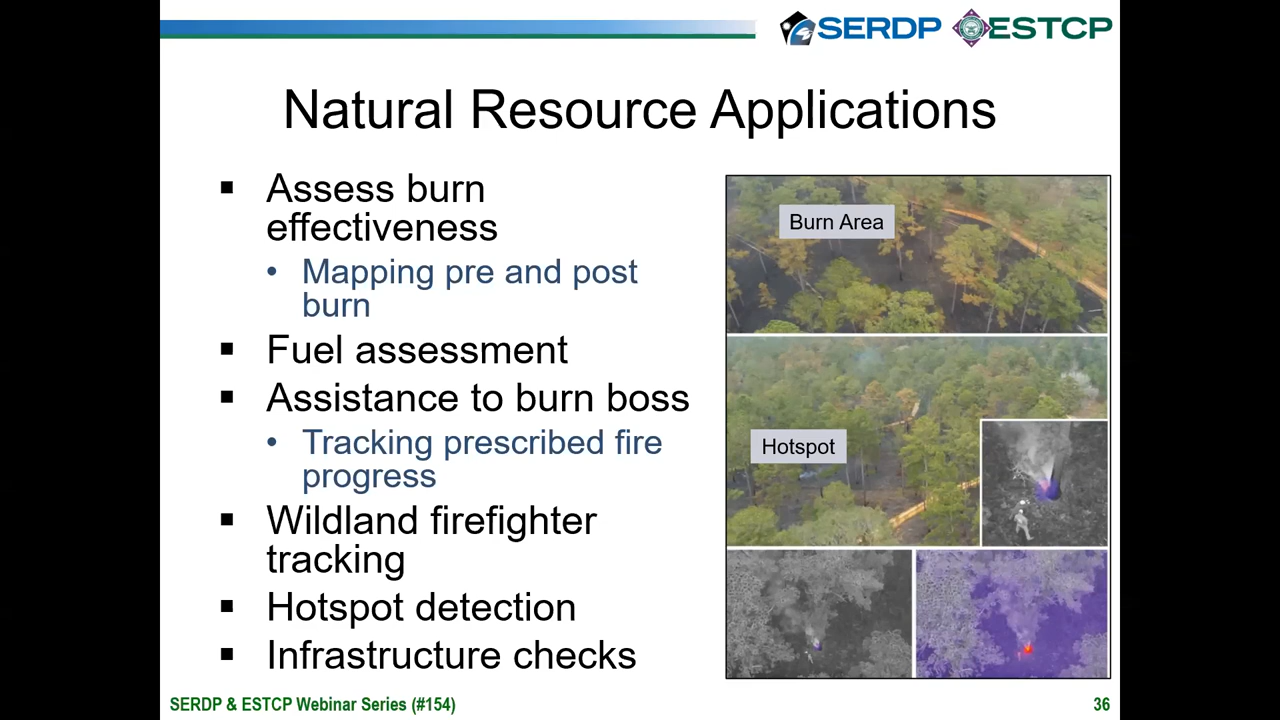 SERDP ESTCP
Natural Resource Applications
▪ Assess burn
effectiveness
• Mapping pre and post
burn
▪ Fuel assessment
▪ Assistance to burn boss
• Tracking prescribed fire
progress
▪ Wildland firefighter
tracking
▪ Hotspot detection
▪ Infrastructure checks
Burn Area
Hotspot
SERDP & ESTCP Webinar Series (#154)
36